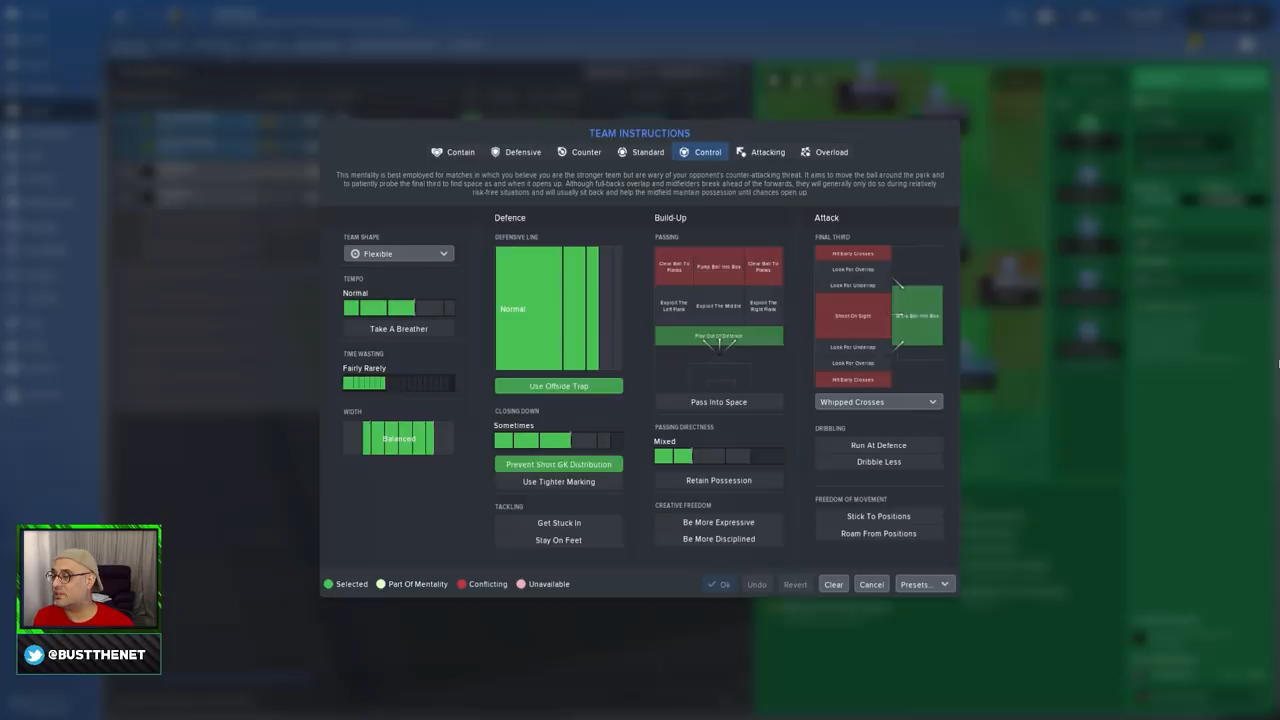 TEAM INSTRUCTIONS
Contain Defensive Counter Standard Control Attacking Overload
This mentality is best employed for matches in which you believe you are the stronger team but are wary of your opponent's counter-attacking threat. It aims to move the ball around the park and
to patiently probe the final third to find space as and when it opens up. Although full-backs overlap and midfielders break ahead of the forwards, they will generally only do so during relatively
risk-free situations and will usually sit back and help the midfield maintain possession until chances open up.
TEAM SHAPE
Flexible
TEMPO
Normal
Take A Breather
TIME WASTING
Fairly Rarely
WIDTH
Balanced
Defence
DEFENSIVE LINE
Normal
Use Offside Trap
CLOSING DOWN
Sometimes
Prevent Short GK Distribution
Use Tighter Marking
TACKLING
Get Stuck In
Stay On Feet
Build-Up
PASSING
Clear Ball To Flanks
Pump Ball Into Box
Clear Ball To Flanks
Exploit The Left Flank
Exploit The Middle
Exploit The Right Flank
Play Out Of Defence
Pass Into Space
PASSING DIRECTNESS
Mixed
Retain Possession
CREATIVE FREEDOM
Be More Expressive
Be More Disciplined
Attack
FINAL THIRD
Hit Early Crosses
Look For Overlap
Look For Underlap
Shoot On Sight
Look For Underlap
Look For Overlap
Hit Early Crosses
Whipped Crosses
DRIBBLING
Run At Defence
Dribble Less
FREEDOM OF MOVEMENT
Stick To Positions
Roam From Positions
Selected Part Of Mentality Conflicting Unavailable
Ok Undo Revert Clear Cancel Presets...
@BUSTTHENET